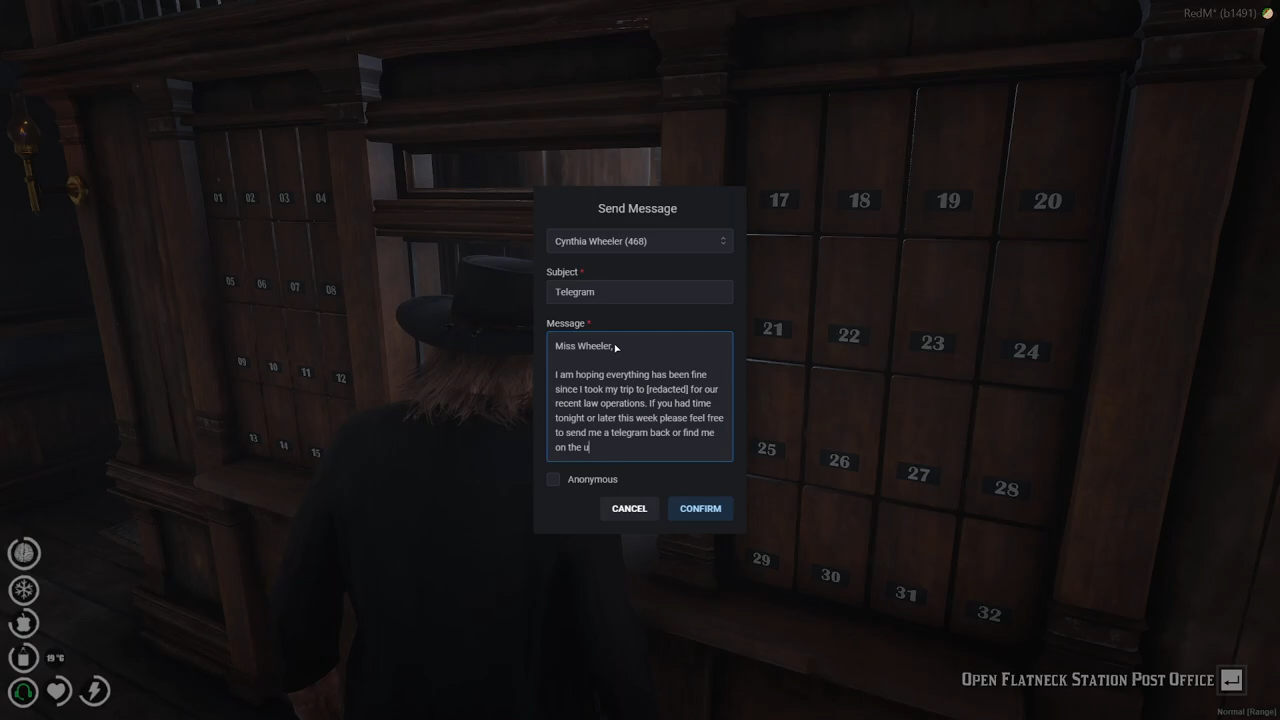 RedM* (b1491)
01 02 03 04
17 18 19 20
Send Message
Cynthia Wheeler (468)
Subject *
Telegram
05 06 07 08
Message *
Miss Wheeler,
I am hoping everything has been fine
since I took my trip to [redacted] for our
recent law operations. If you had time
tonight or later this week please feel free
to send me a telegram back or find me
on the u
21 22 23 24
09 10 11 12
13 14 15
25 26 27 28
Anonymous
CANCEL CONFIRM
29 30 31 32
19 °C
OPEN FLATNECK STATION POST OFFICE
Normal [Range]